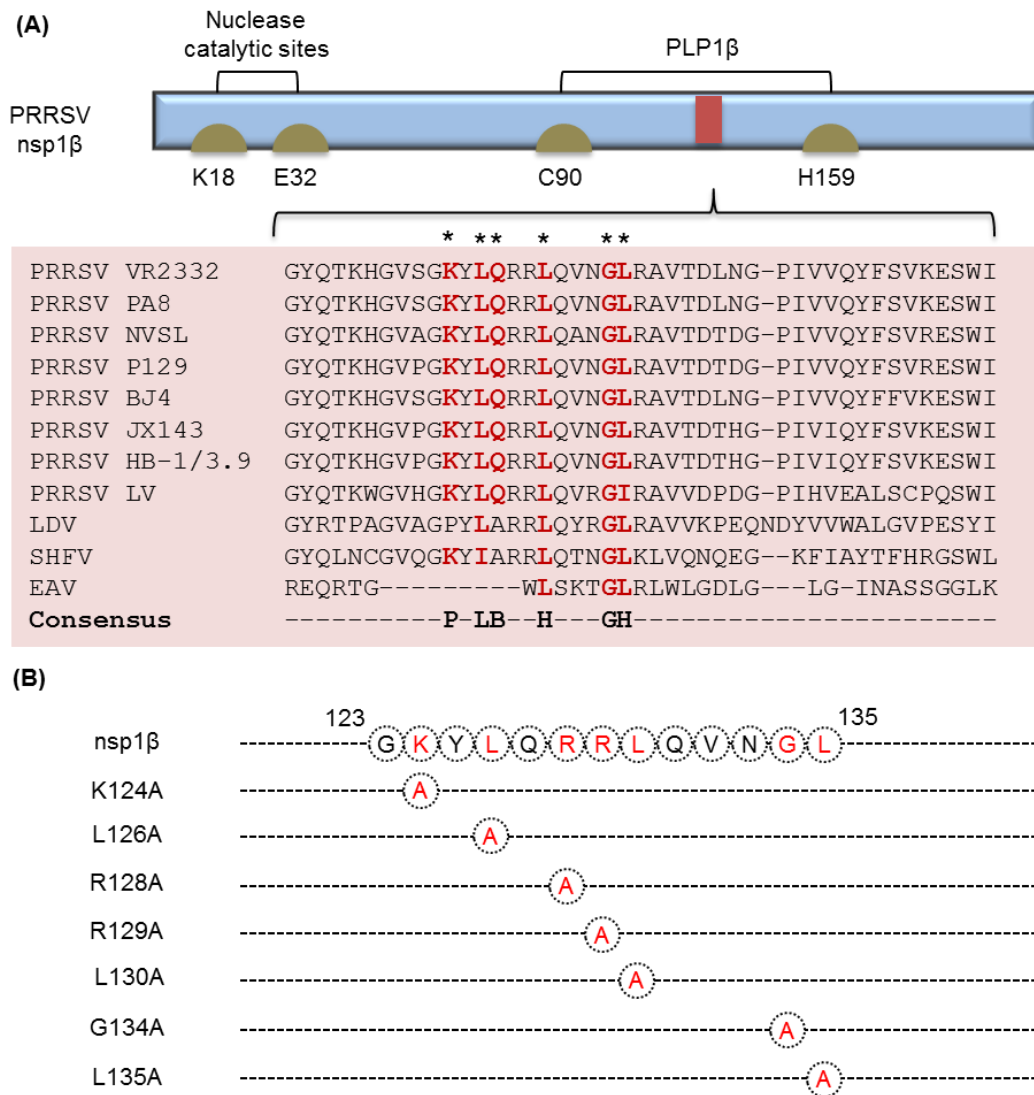 (A)
Nuclease
catalytic sites
PLP1β
PRRSV
nsp1β
K18 E32 C90 H159
* ** * **
PRRSV VR2332 GYQTKHGVSGKYLQRRLQVNGLRAVTDLNG-PIVVQYFSVKESWI
PRRSV PA8 GYQTKHGVSGKYLQRRLQVNGLRAVTDLNG-PIVVQYFSVKESWI
PRRSV NVSL GYQTKHGVAGKYLQRRLQANGLRAVTDTDG-PIVVQYFSVRESWI
PRRSV P129 GYQTKHGVPGKYLQRRLQVNGLRAVTDTDG-PIVVQYFSVRESWI
PRRSV BJ4 GYQTKHGVSGKYLQRRLQVNGLRAVTDLNG-PIVVQYFFVKESWI
PRRSV JX143 GYQTKHGVPGKYLQRRLQVNGLRAVTDTHG-PIVIQYFSVKESWI
PRRSV HB-1/3.9 GYQTKHGVPGKYLQRRLQVNGLRAVTDTHG-PIVIQYFSVKESWI
PRRSV LV GYQTKWGVHGKYLQRRLQVRGIRAVVDPDG-PIHVEALSCPQSWI
LDV GYRTPAGVAGPYLARRLQYRGLRAVVKPEQNDYVVWALGVPESYI
SHFV GYQLNCGVQGKYIARRLQTNGLKLVQNQEG--KFIAYTFHRGSWL
EAV REQRTG---------WLSKTGLRLWLGDLG--LG-INASSGGLK
Consensus ----------P-LB--H---GH-----------------------
(B)
123 135
nsp1β GKYLQRRLQVNGL
K124A A
L126A A
R128A A
R129A A
L130A A
G134A A
L135A A